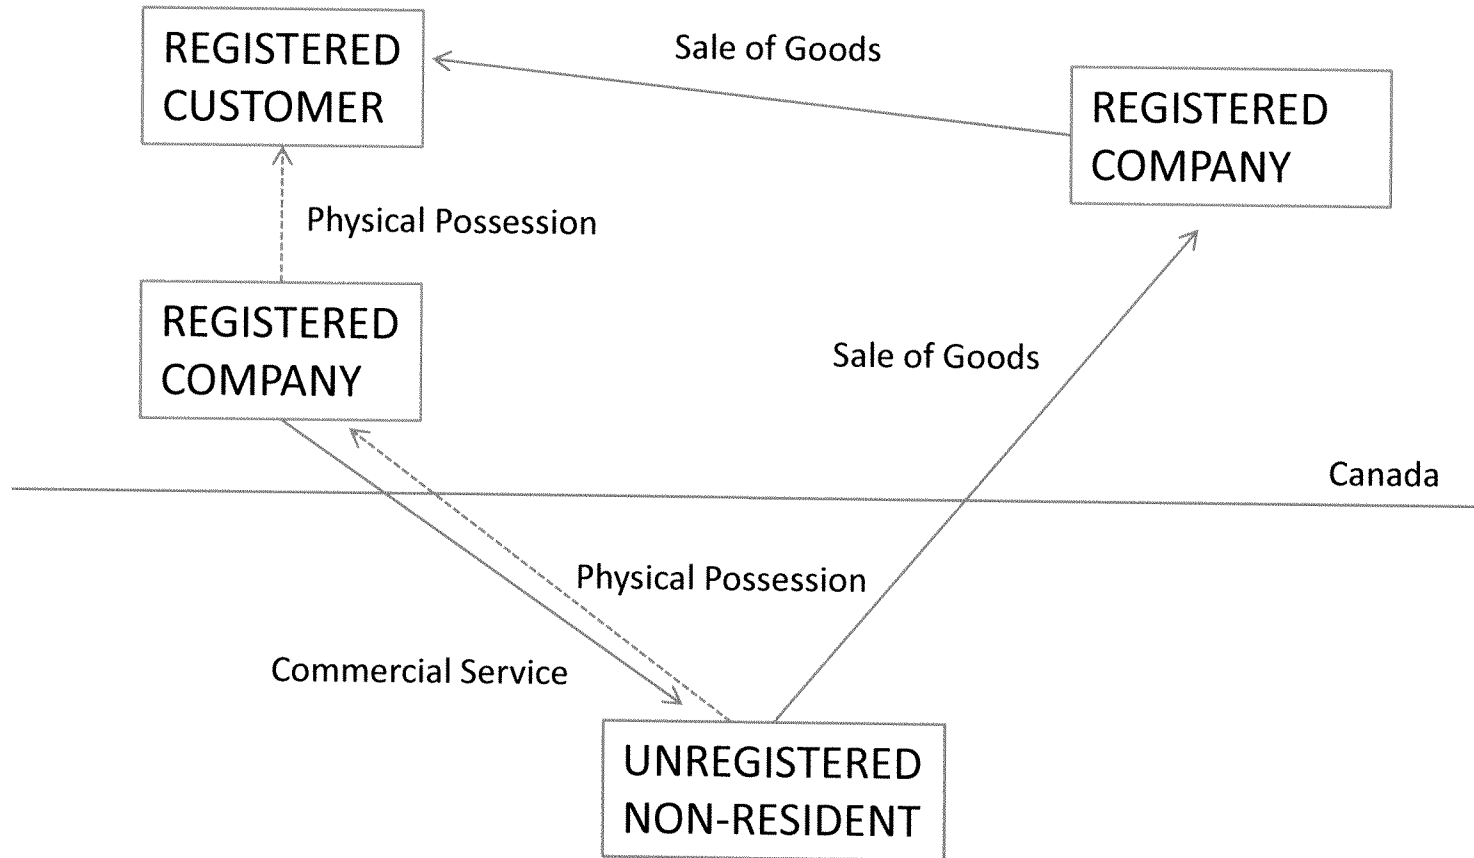 REGISTERED
CUSTOMER
Sale of Goods
REGISTERED
COMPANY
Physical Possession
REGISTERED
COMPANY
Sale of Goods
Canada
Physical Possession
Commercial Service
UNREGISTERED
NON-RESIDENT